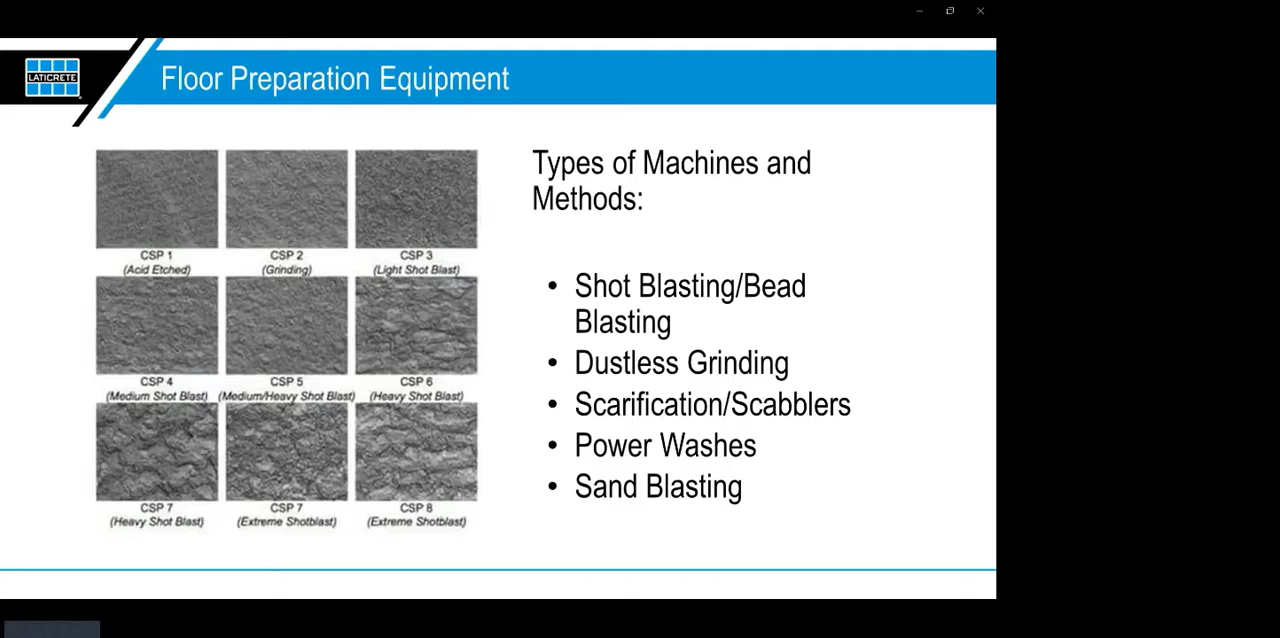 LATICRETE
Floor Preparation Equipment
CSP 1
(Acid Etched)
CSP 2
(Grinding)
CSP 3
(Light Shot Blast)
CSP 4
(Medium Shot Blast)
CSP 5
(Medium/Heavy Shot Blast)
CSP 6
(Heavy Shot Blast)
CSP 7
(Heavy Shot Blast)
CSP 7
(Extreme Shotblast)
CSP 8
(Extreme Shotblast)
Types of Machines and
Methods:
• Shot Blasting/Bead
Blasting
• Dustless Grinding
• Scarification/Scabblers
• Power Washes
• Sand Blasting